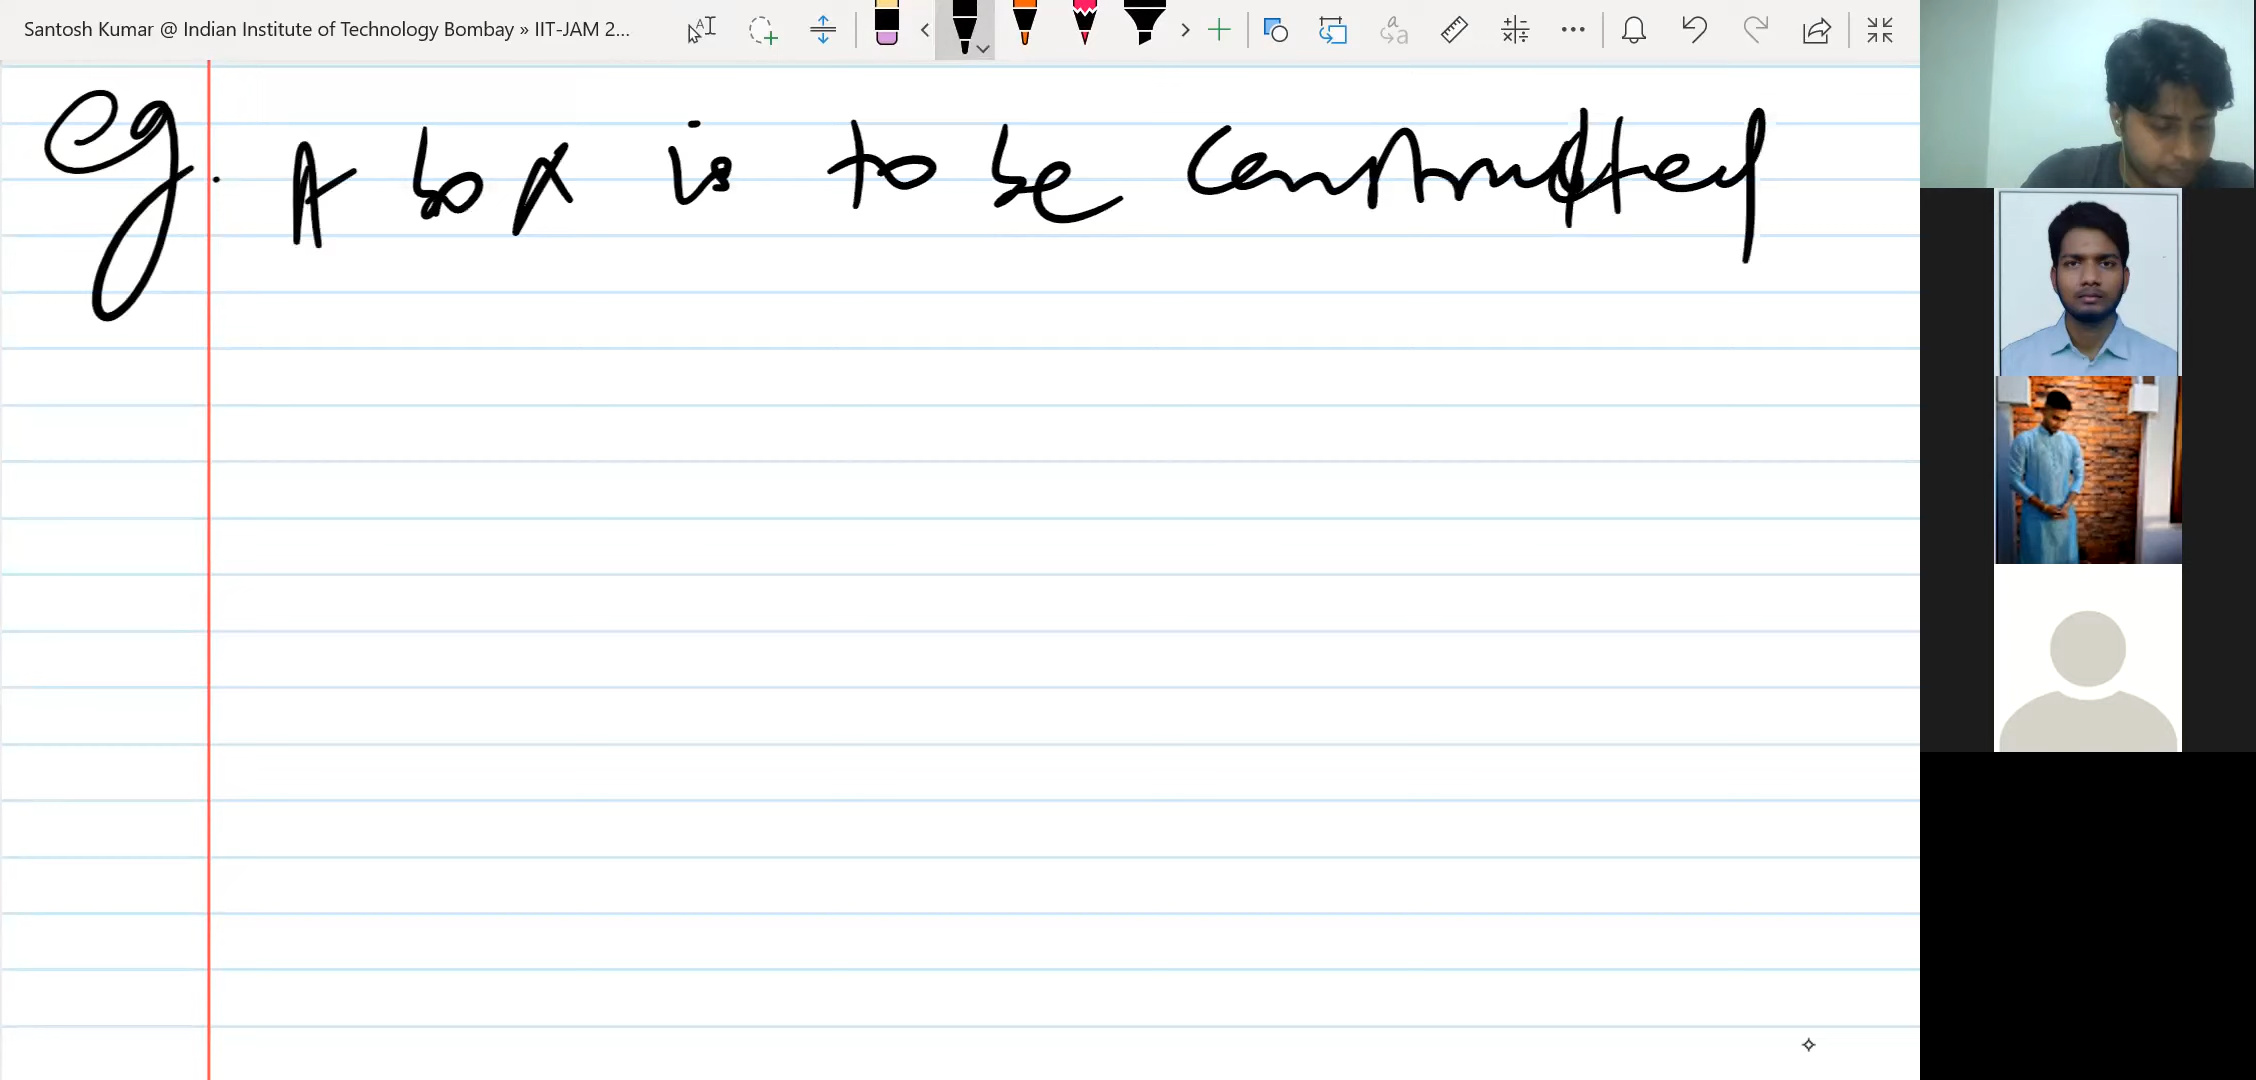 Santosh Kumar @ Indian Institute of Technology Bombay » IIT-JAM 2...
eg. A box is to be constructed